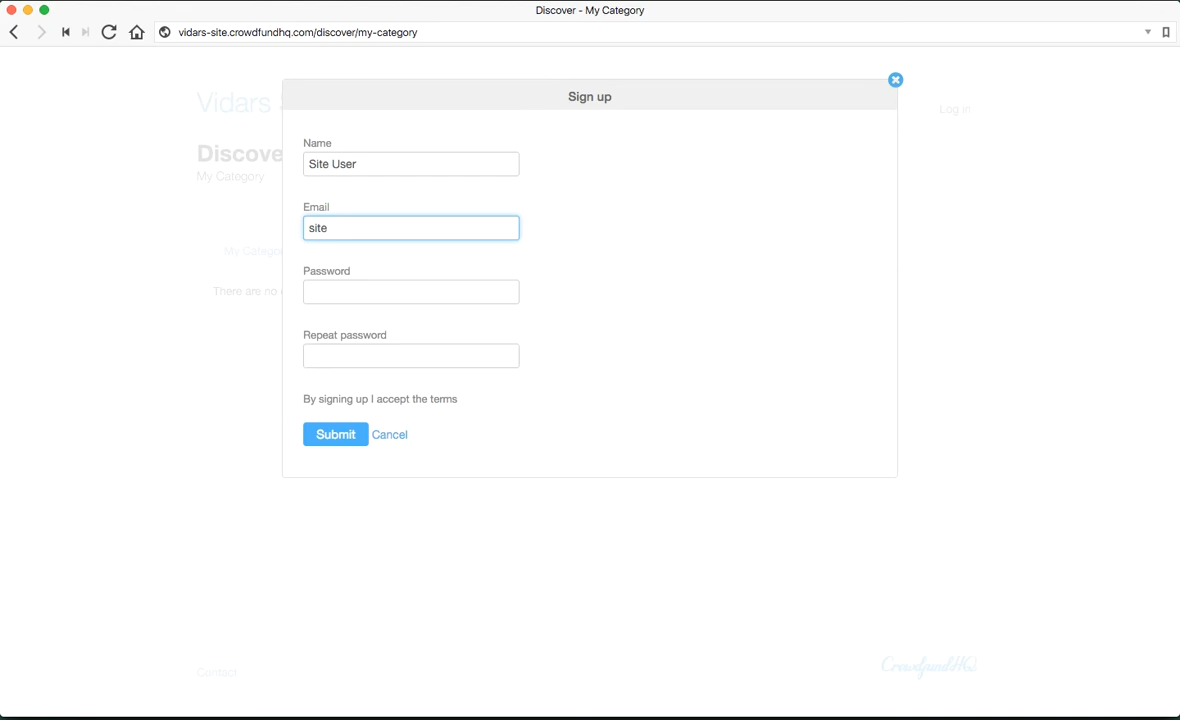 Discover - My Category
vidars-site.crowdfundhq.com/discover/my-category
Sign up
Vidars
Log in
Name
Site User
Discove
My Category
Email
site
My Catego
Password
There are no
Repeat password
By signing up I accept the terms
Submit Cancel
Contact
CrowdfundHQ